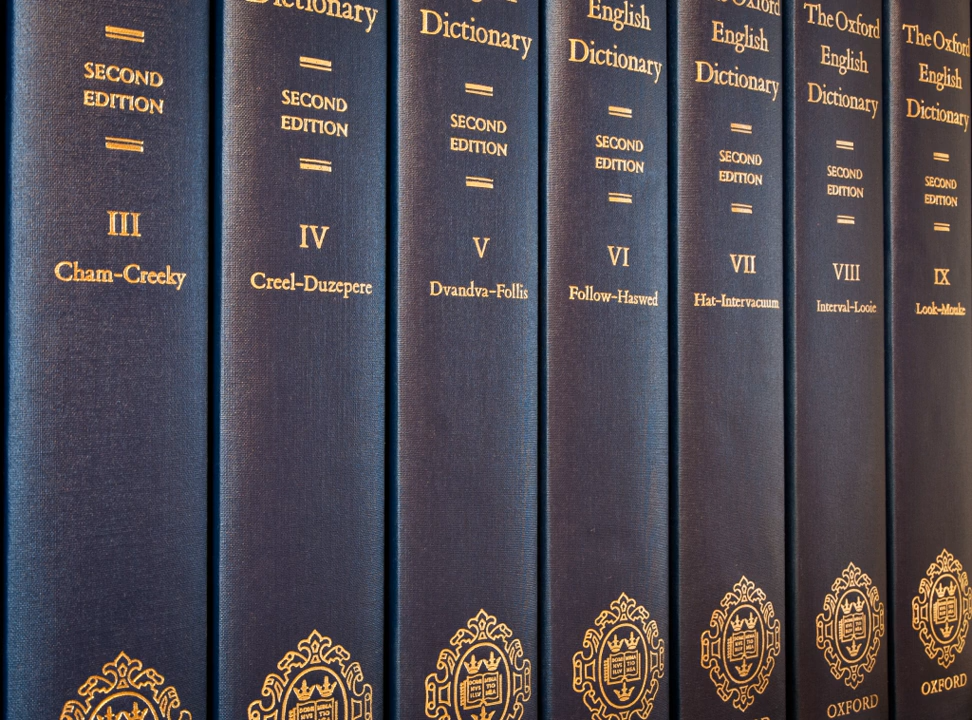 SECOND
EDITION
III
Cham-Creeky
Dictionary
SECOND
EDITION
IV
Creel-Duzepere
Dictionary
SECOND
EDITION
V
Dvandva-Follis
English
Dictionary
SECOND
EDITION
VI
Follow-Haswed
Oxford
English
Dictionary
SECOND
EDITION
VII
Hat-Intervacuum
The Oxford
English
Dictionary
SECOND
EDITION
VIII
Interval-Looie
OXFORD
The Oxford
English
Dictionary
SECOND
EDITION
IX
Look-Mouke
OXFORD